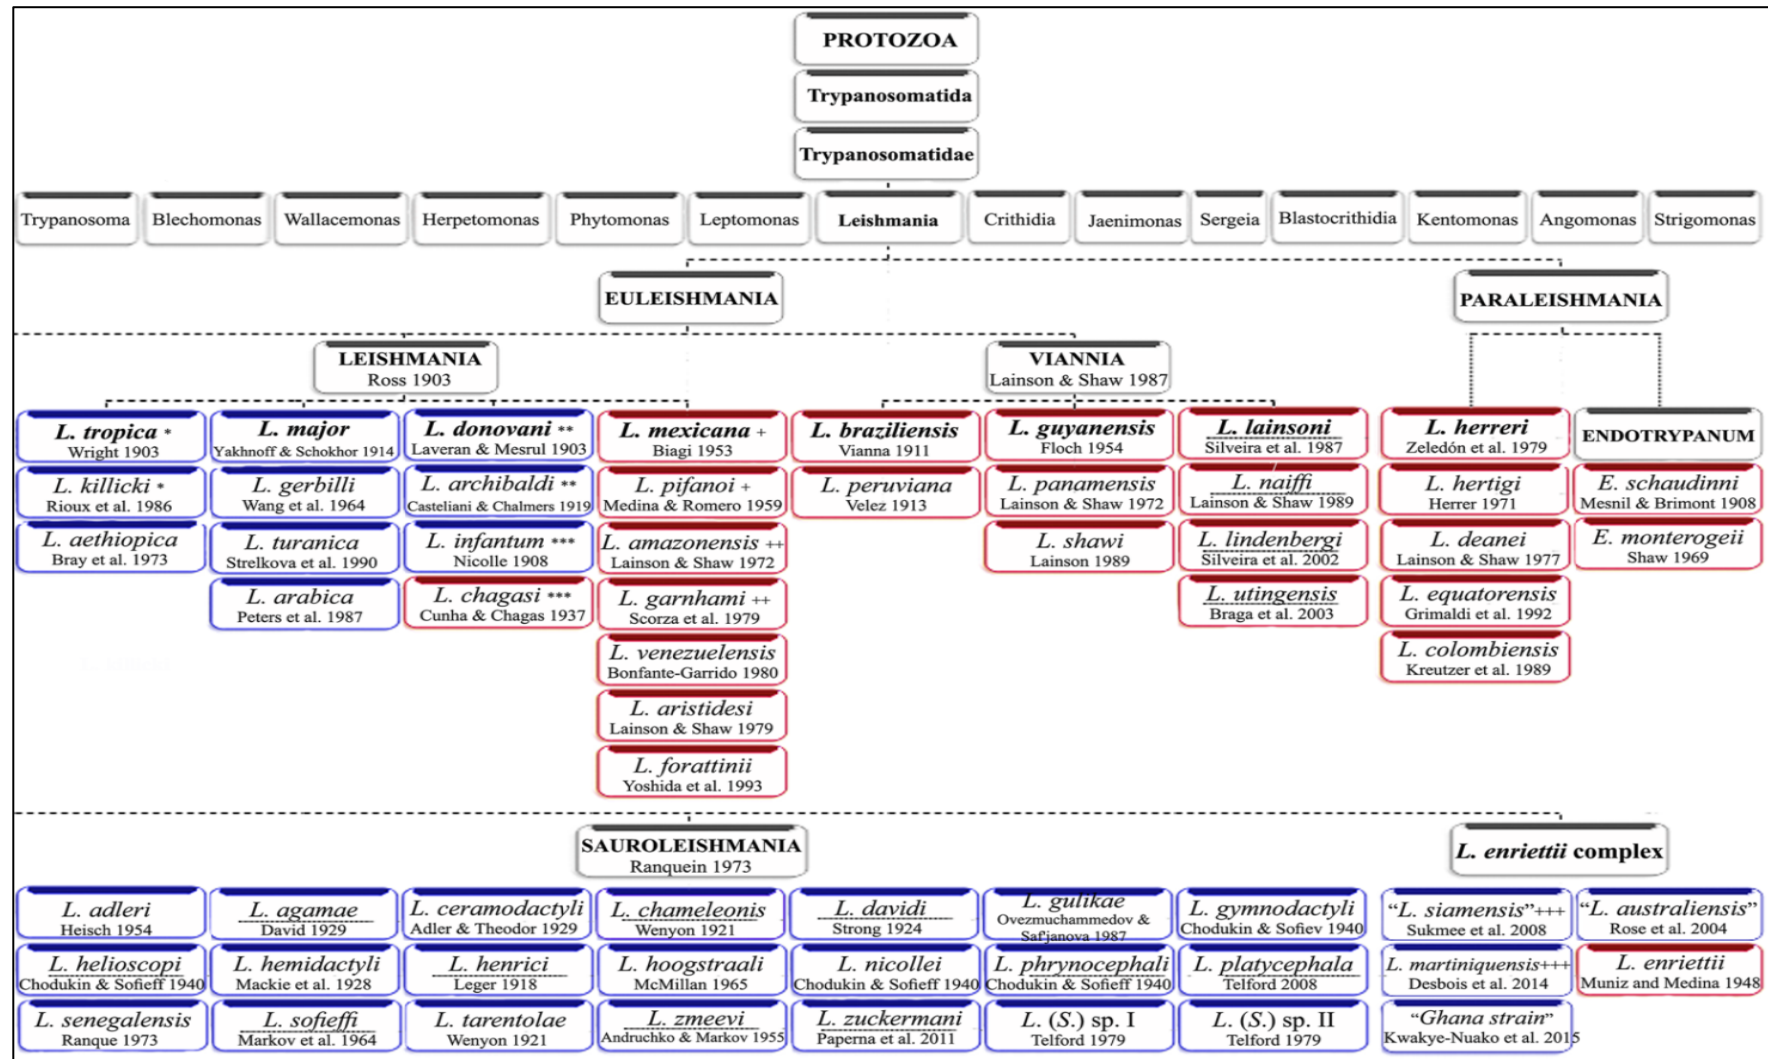 PROTOZOA
Trypanosomatida
Trypanosomatidae
Trypanosoma
Blechomonas
Wallacemonas
Herpetomonas
Phytomonas
Leptomonas
Leishmania
Crithidia
Jaenimonas
Sergeia
Blastocrithidia
Kentomonas
Angomonas
Strigomonas
EULEISHMANIA
PARALEISHMANIA
LEISHMANIA
Ross 1903
VIANNIA
Lainson & Shaw 1987
L. tropica *
Wright 1903
L. killicki *
Rioux et al. 1986
L. aethiopica
Bray et al. 1973
L. major
Yakhnoff & Schokhor 1914
L. gerbilli
Wang et al. 1964
L. turanica
Strelkova et al. 1990
L. arabica
Peters et al. 1987
L. donovani **
Laveran & Mesrul 1903
L. archibaldi **
Casteliani & Chalmers 1919
L. infantum ***
Nicolle 1908
L. chagasi ***
Cunha & Chagas 1937
L. mexicana +
Biagi 1953
L. pifanoi +
Medina & Romero 1959
L. amazonensis ++
Lainson & Shaw 1972
L. garnhami ++
Scorza et al. 1979
L. venezuelensis
Bonfante-Garrido 1980
L. aristidesi
Lainson & Shaw 1979
L. forattinii
Yoshida et al. 1993
L. braziliensis
Vianna 1911
L. peruviana
Velez 1913
L. guyanensis
Floch 1954
L. panamensis
Lainson & Shaw 1972
L. shawi
Lainson 1989
L. lainsoni
Silveira et al. 1987
L. naiffi
Lainson & Shaw 1989
L. lindenbergi
Silveira et al. 2002
L. utingensis
Braga et al. 2003
L. herreri
Zeledón et al. 1979
L. hertigi
Herrer 1971
L. deanei
Lainson & Shaw 1977
L. equatorensis
Grimaldi et al. 1992
L. colombiensis
Kreutzer et al. 1989
ENDOTRYPANUM
E. schaudinni
Mesnil & Brimont 1908
E. monterogeii
Shaw 1969
SAUROLEISHMANIA
Ranquein 1973
L. enriettii complex
L. adleri
Heisch 1954
L. agamae
David 1929
L. ceramodactyli
Adler & Theodor 1929
L. chameleonis
Wenyon 1921
L. davidi
Strong 1924
L. gulikae
Ovezmuchammedov &
Saf'janova 1987
L. gymnodactyli
Chodukin & Sofiev 1940
"L. siamensis"+++
Sukmee et al. 2008
"L. australiensis"
Rose et al. 2004
L. helioscopi
Chodukin & Sofieff 1940
L. hemidactyli
Mackie et al. 1928
L. henrici
Leger 1918
L. hoogstraali
McMillan 1965
L. nicollei
Chodukin & Sofieff 1940
L. phrynocephali
Chodukin & Sofieff 1940
L. platycephala
Telford 2008
L. martiniquensis+++
Desbois et al. 2014
L. enriettii
Muniz and Medina 1948
L. senegalensis
Ranque 1973
L. sofieffi
Markov et al. 1964
L. tarentolae
Wenyon 1921
L. zmeevi
Andruchko & Markov 1955
L. zuckermani
Paperna et al. 2011
L. (S.) sp. I
Telford 1979
L. (S.) sp. II
Telford 1979
"Ghana strain"
Kwakye-Nuako et al. 2015